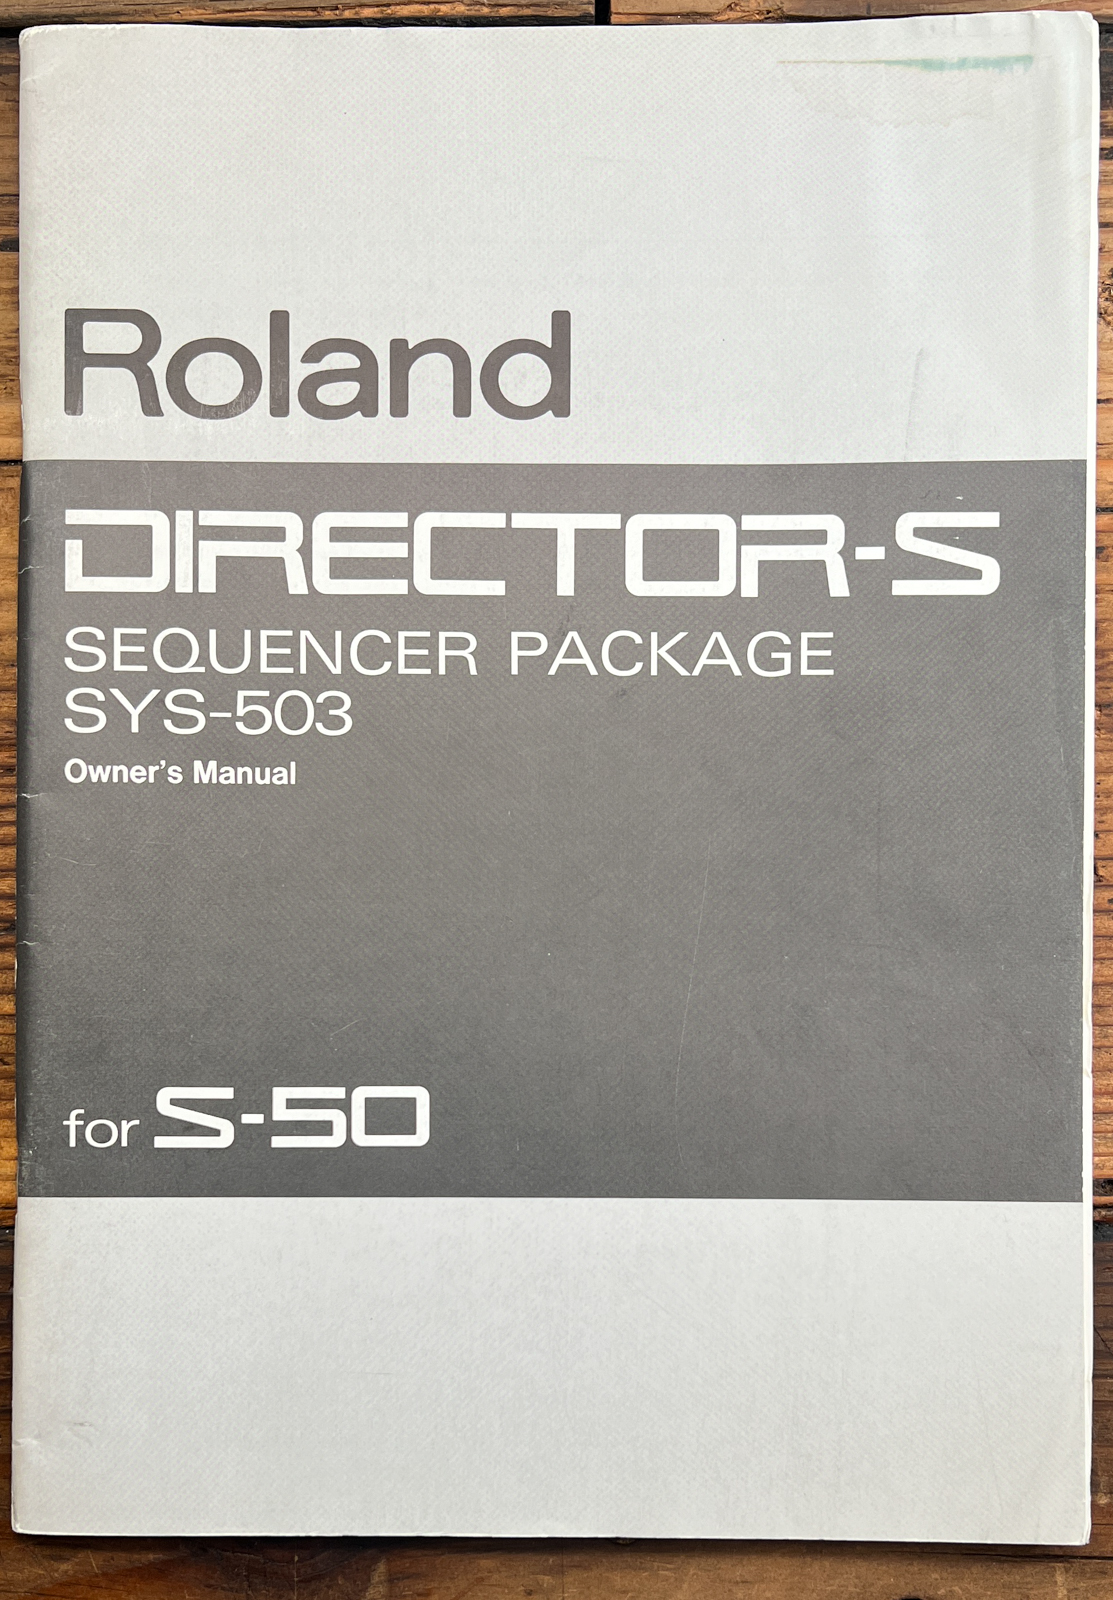 Roland
DIRECTOR-S
SEQUENCER PACKAGE
SYS-503
Owner's Manual
for S-50